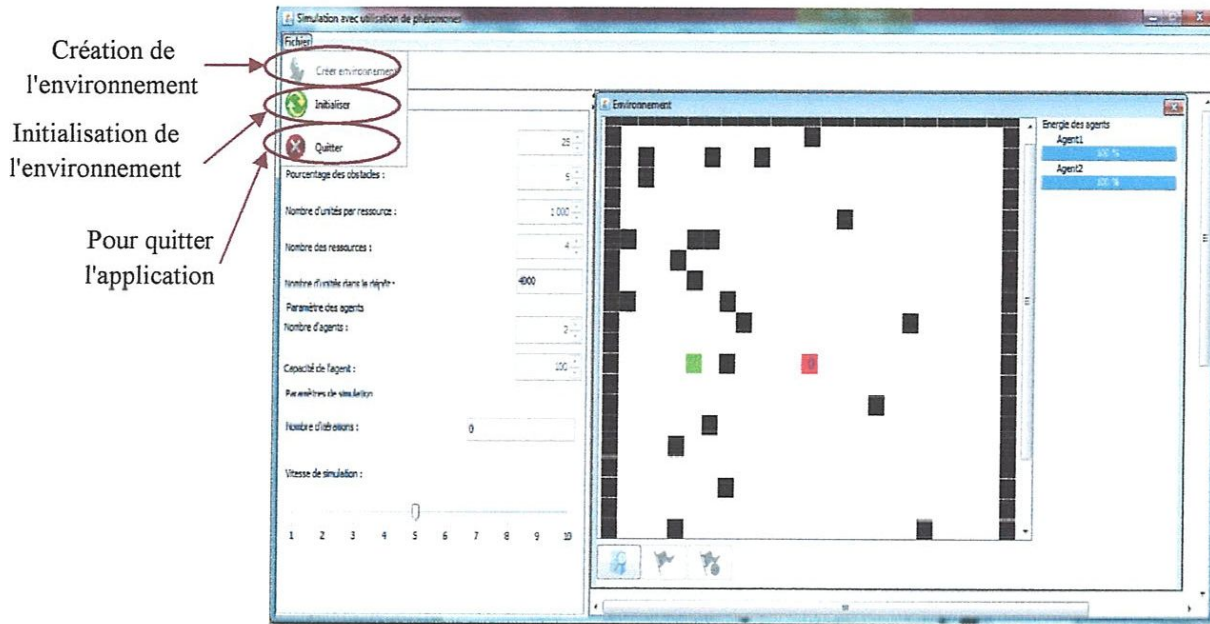 Simulation avec utilisation de phéromones
Fichier
Création de
l'environnement
Créer environnement
Initialiser
Initialisation de
l'environnement
Quitter
Pour quitter
l'application
25
Pourcentage des obstacles :
5
Nombre d'unités par ressource :
1 000
Nombre des ressources :
4
Nombre d'unités dans le dépôt :
4000
Paramètre des agents
Nombre d'agents :
2
Capacité de l'agent :
100
Paramètres de simulation
Nombre d'itérations :
0
Vitesse de simulation :
1 2 3 4 5 6 7 8 9 10
Environnement
Energie des agents
Agent1
100 %
Agent2
100 %
0